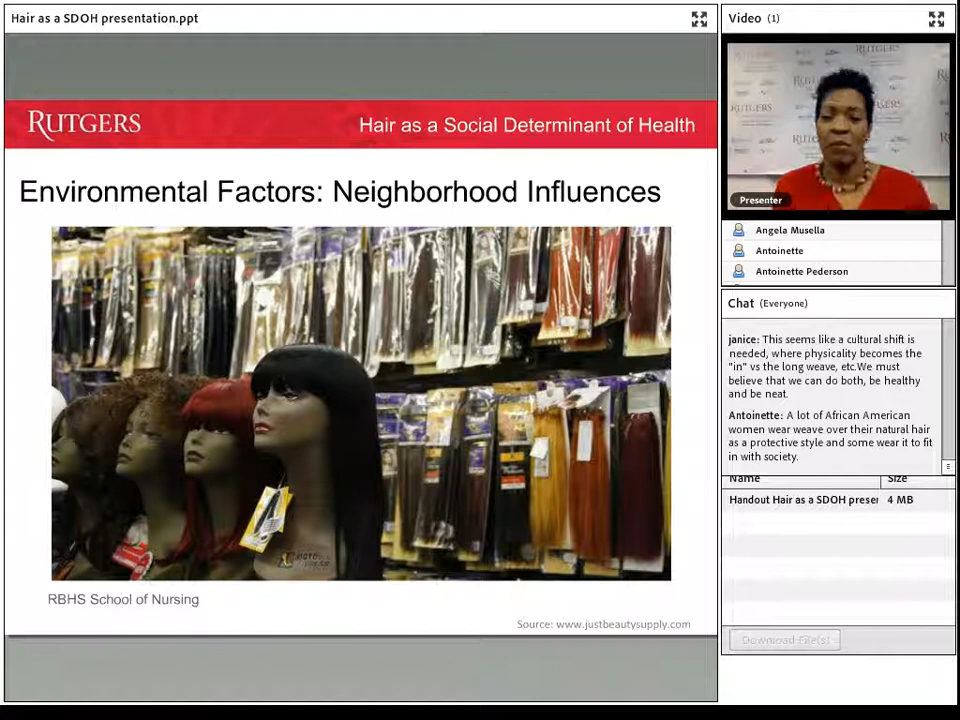 Hair as a SDOH presentation.ppt
RUTGERS
Hair as a Social Determinant of Health
Environmental Factors: Neighborhood Influences
RBHS School of Nursing
Source: www.justbeautysupply.com
Video (1)
RUTGERS
RUTGERS
Presenter
Angela Musella
Antoinette
Antoinette Pederson
Chat (Everyone)
janice: This seems like a cultural shift is
needed, where physicality becomes the
"in" vs the long weave, etc.We must
believe that we can do both, be healthy
and be neat.
Antoinette: A lot of African American
women wear weave over their natural hair
as a protective style and some wear it to fit
in with society.
Name Size
Handout Hair as a SDOH preser 4 MB
Download File(s)